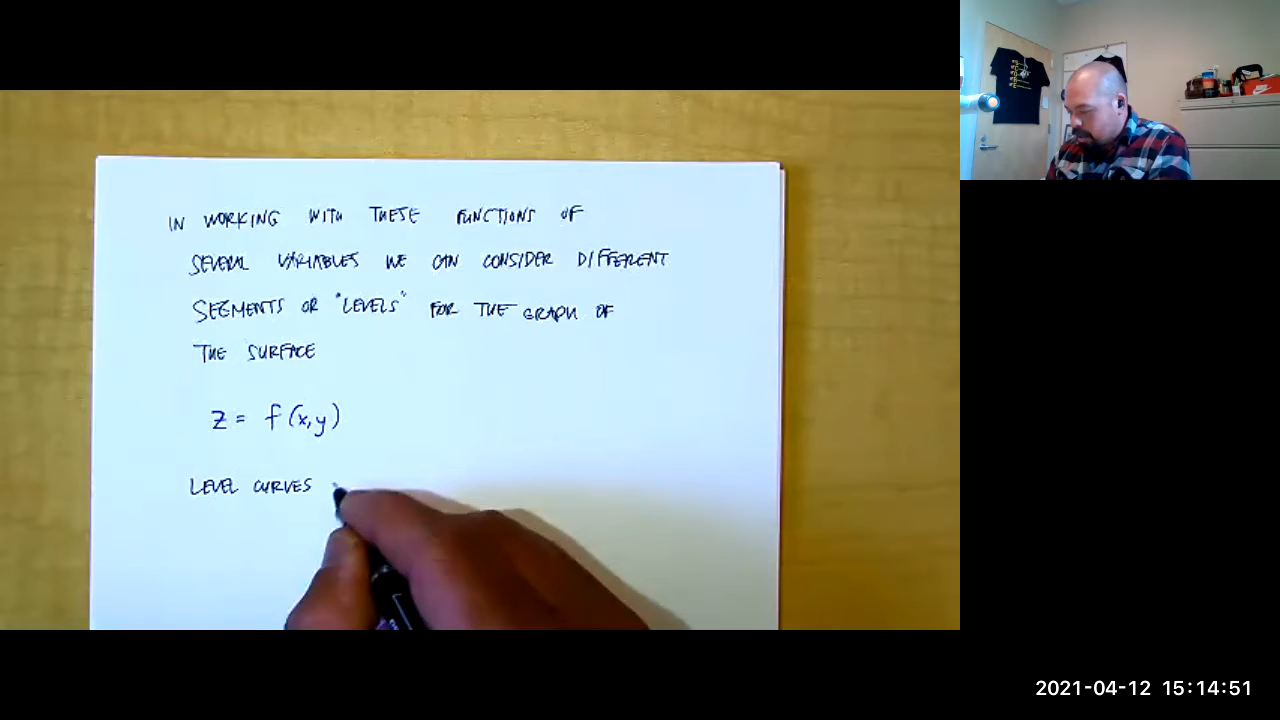 IN WORKING WITH THESE FUNCTIONS OF
SEVERAL VARIABLES WE CAN CONSIDER DIFFERENT
SEGMENTS OR "LEVELS" FOR THE GRAPH OF
THE SURFACE
z = f(x,y)
LEVEL CURVES
2021-04-12 15:14:51